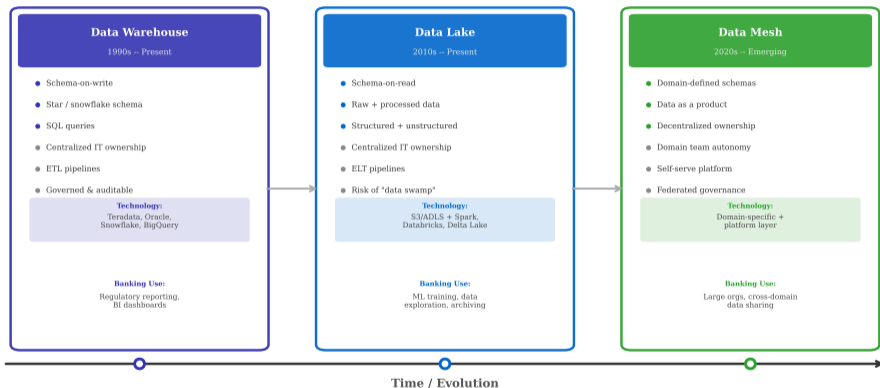 Data Warehouse
1990s -- Present
Schema-on-write
Star / snowflake schema
SQL queries
Centralized IT ownership
ETL pipelines
Governed & auditable
Technology:
Teradata, Oracle,
Snowflake, BigQuery
Banking Use:
Regulatory reporting,
BI dashboards
Data Lake
2010s -- Present
Schema-on-read
Raw + processed data
Structured + unstructured
Centralized IT ownership
ELT pipelines
Risk of "data swamp"
Technology:
S3/ADLS + Spark,
Databricks, Delta Lake
Banking Use:
ML training, data
exploration, archiving
Data Mesh
2020s -- Emerging
Domain-defined schemas
Data as a product
Decentralized ownership
Domain team autonomy
Self-serve platform
Federated governance
Technology:
Domain-specific +
platform layer
Banking Use:
Large orgs, cross-domain
data sharing
Time / Evolution